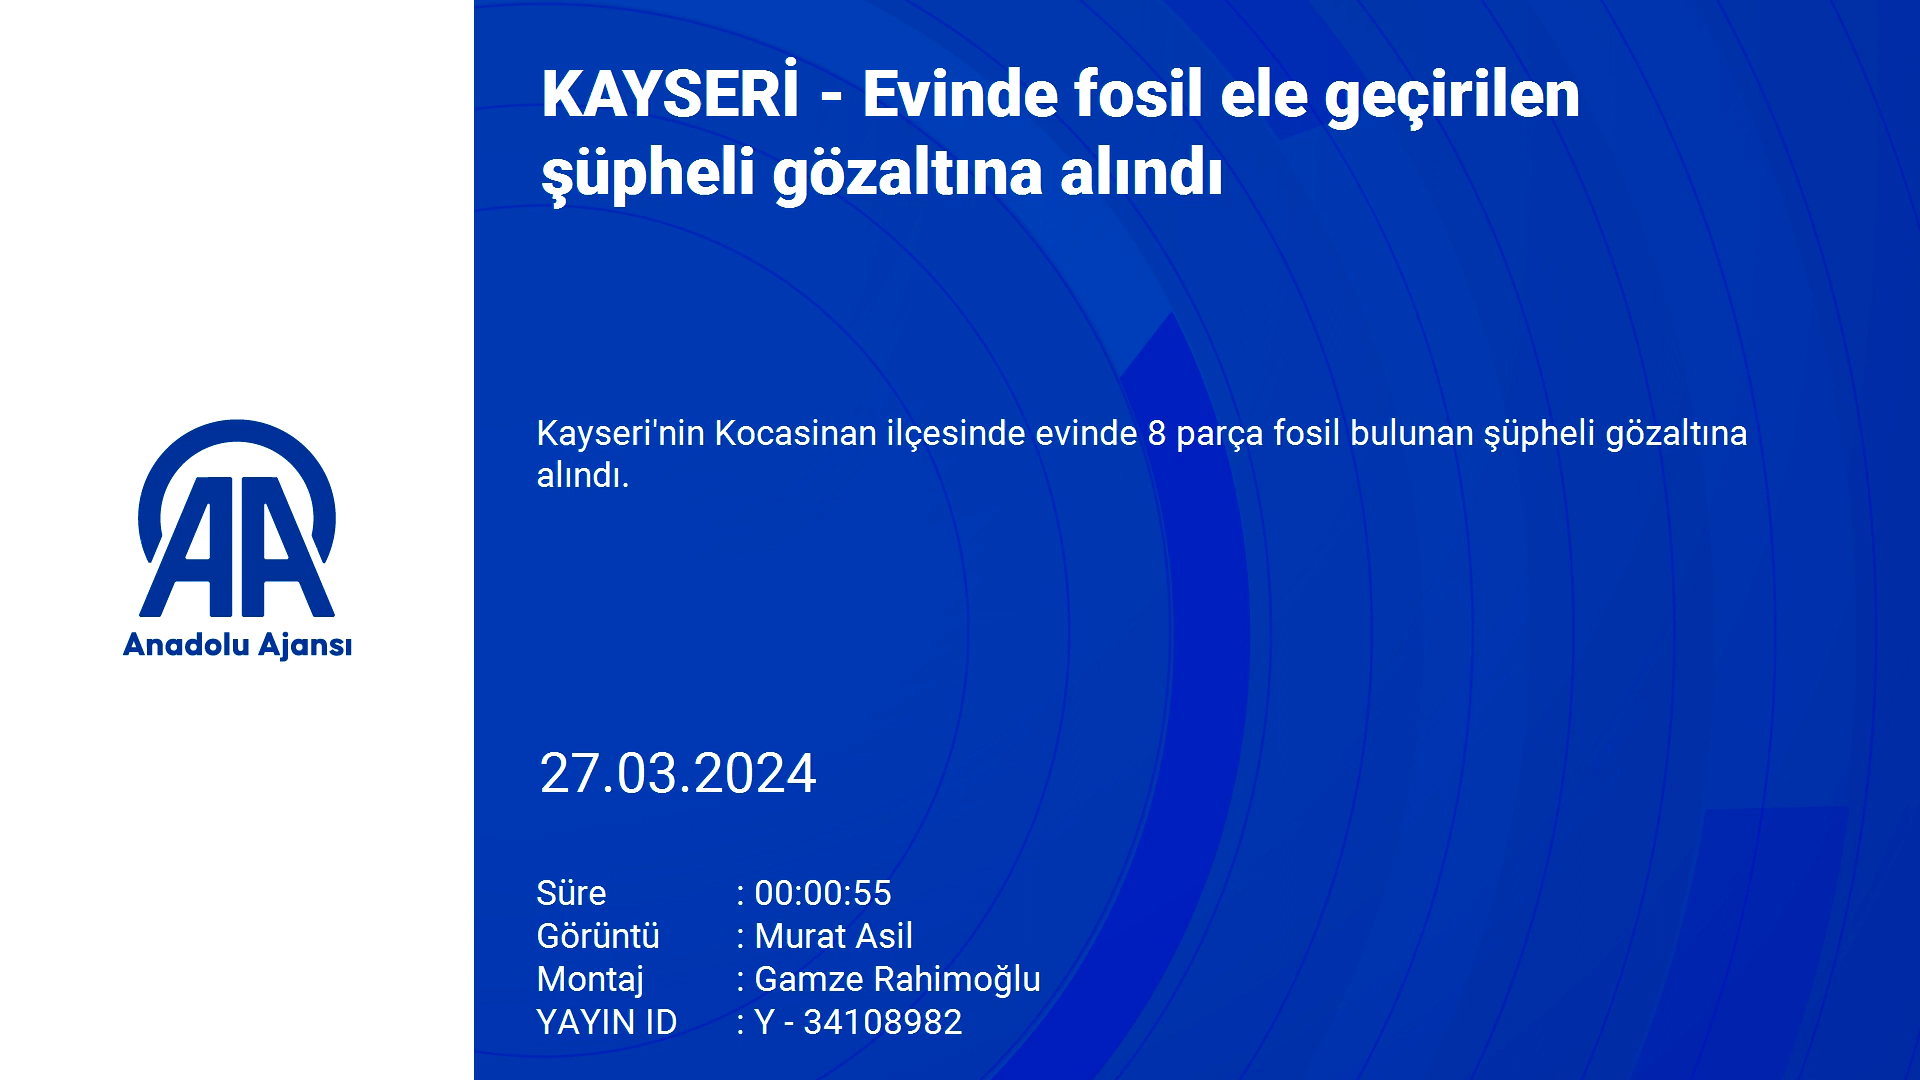 KAYSERİ - Evinde fosil ele geçirilen
şüpheli gözaltına alındı
Kayseri'nin Kocasinan ilçesinde evinde 8 parça fosil bulunan şüpheli gözaltına
alındı.
AA
Anadolu Ajansı
27.03.2024
Süre : 00:00:55
Görüntü : Murat Asil
Montaj : Gamze Rahimoğlu
YAYIN ID : Y - 34108982